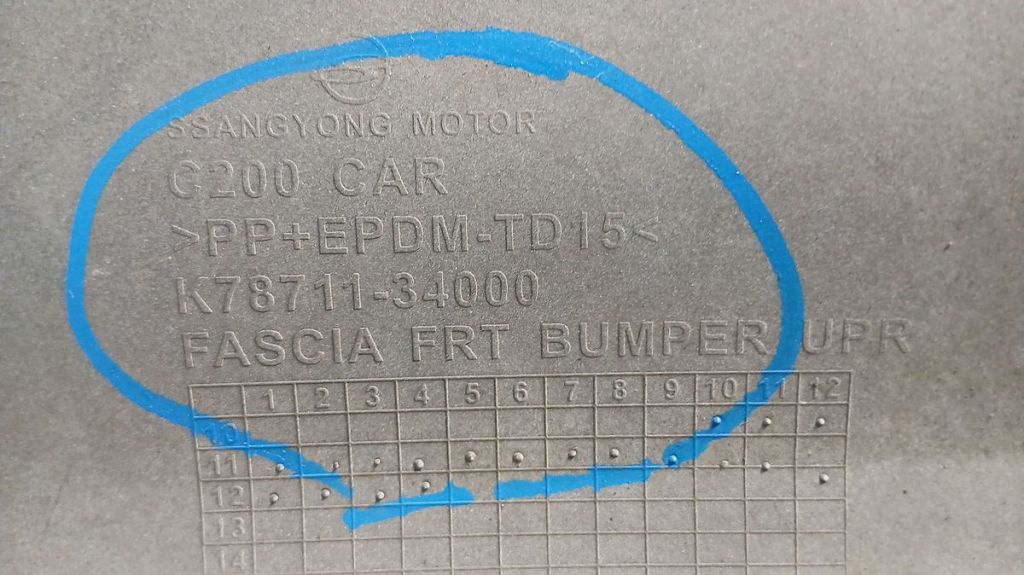 SSANGYONG MOTOR
C200 CAR
>PP+EPDM-TD15<
K78711-34000
FASCIA FRT BUMPER UPR
1 2 3 4 5 6 7 8 9 10 11 12
10
11
12
13
14